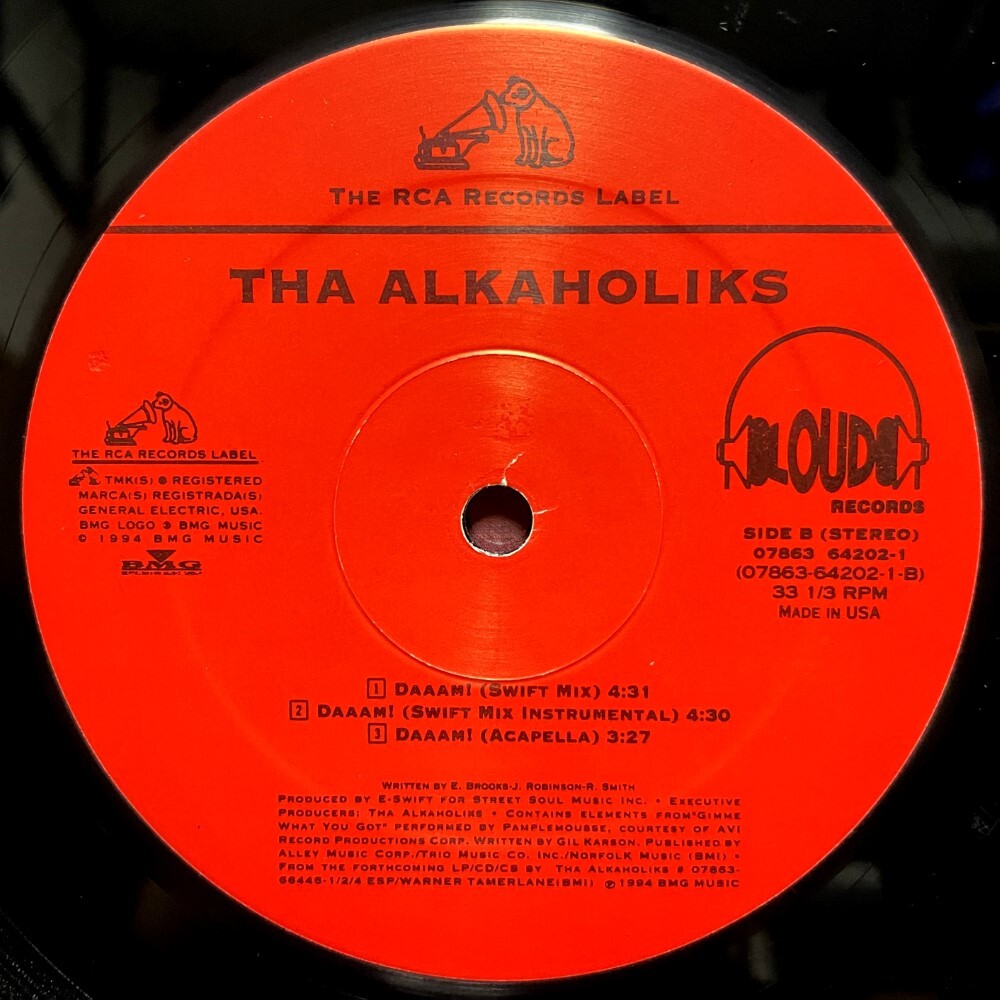 THE RCA RECORDS LABEL
THA ALKAHOLIKS
THE RCA RECORDS LABEL
TMK(S) ® REGISTERED
MARCA(S) REGISTRADA(S)
GENERAL ELECTRIC, USA.
BMG LOGO ® BMG MUSIC
© 1994 BMG MUSIC
BMG
LOUD
RECORDS
SIDE B (STEREO)
07863 64202-1
(07863-64202-1-B)
33 1/3 RPM
MADE IN USA
1 DAAAM! (SWIFT MIX) 4:31
2 DAAAM! (SWIFT MIX INSTRUMENTAL) 4:30
3 DAAAM! (ACAPELLA) 3:27
WRITTEN BY E. BROOKS-J. ROBINSON-R. SMITH
PRODUCED BY E-SWIFT FOR STREET SOUL MUSIC INC. • EXECUTIVE
PRODUCERS: THA ALKAHOLIKS • CONTAINS ELEMENTS FROM"GIMME
WHAT YOU GOT" PERFORMED BY PAMPLEMOUSSE, COURTESY OF AVI
RECORD PRODUCTIONS CORP. WRITTEN BY GIL KARSON. PUBLISHED BY
ALLEY MUSIC CORP./TRIO MUSIC CO. INC./NORFOLK MUSIC (BMI) •
FROM THE FORTHCOMING LP/CD/CS BY THA ALKAHOLIKS # 07863-
66446-1/2/4 ESP/WARNER TAMERLANE(BMI) ℗ 1994 BMG MUSIC